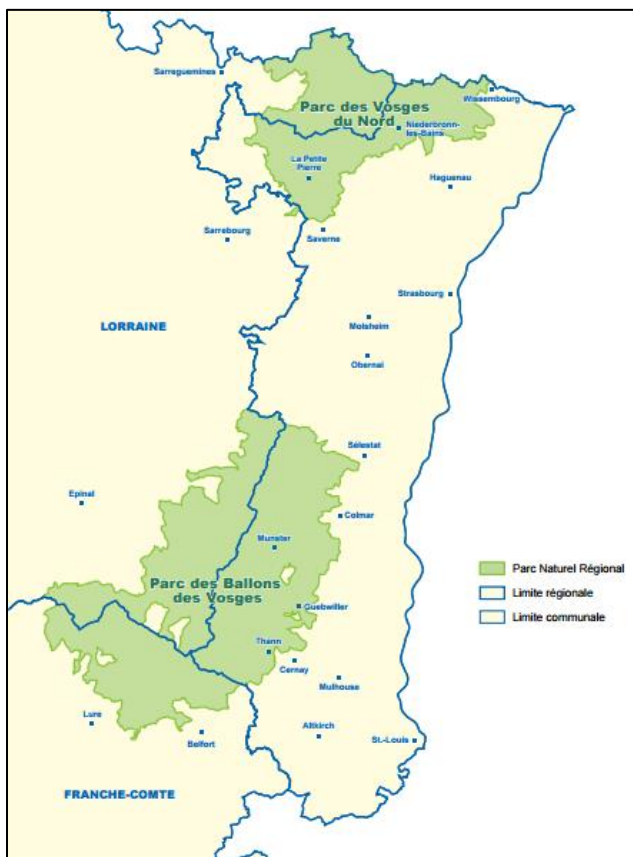 Sarreguemines
Wissembourg
Parc des Vosges
du Nord
Niederbronn-
les-Bains
La Petite
Pierre
Haguenau
Sarrebourg
Saverne
Strasbourg
LORRAINE
Molsheim
Obernai
Sélestat
Epinal
Colmar
Munster
Parc Naturel Régional
Parc des Ballons
des Vosges
Limite régionale
Guebwiller
Limite communale
Thann
Cernay
Mulhouse
Lure
Altkirch
Belfort
St.-Louis
FRANCHE-COMTE